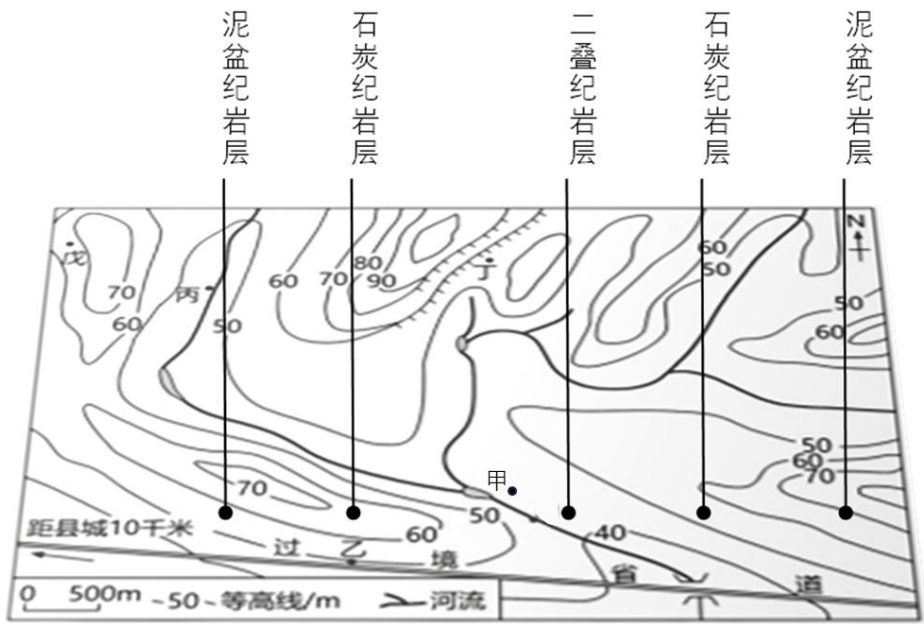 泥盆纪岩层
石炭纪岩层
二叠纪岩层
石炭纪岩层
泥盆纪岩层
N
戊
丙
丁
甲
乙
70
60
50
60
70
80
90
60
50
50
60
50
60
70
70
60
50
40
距县城10千米
过
境
省
道
0 500m -50- 等高线/m 河流